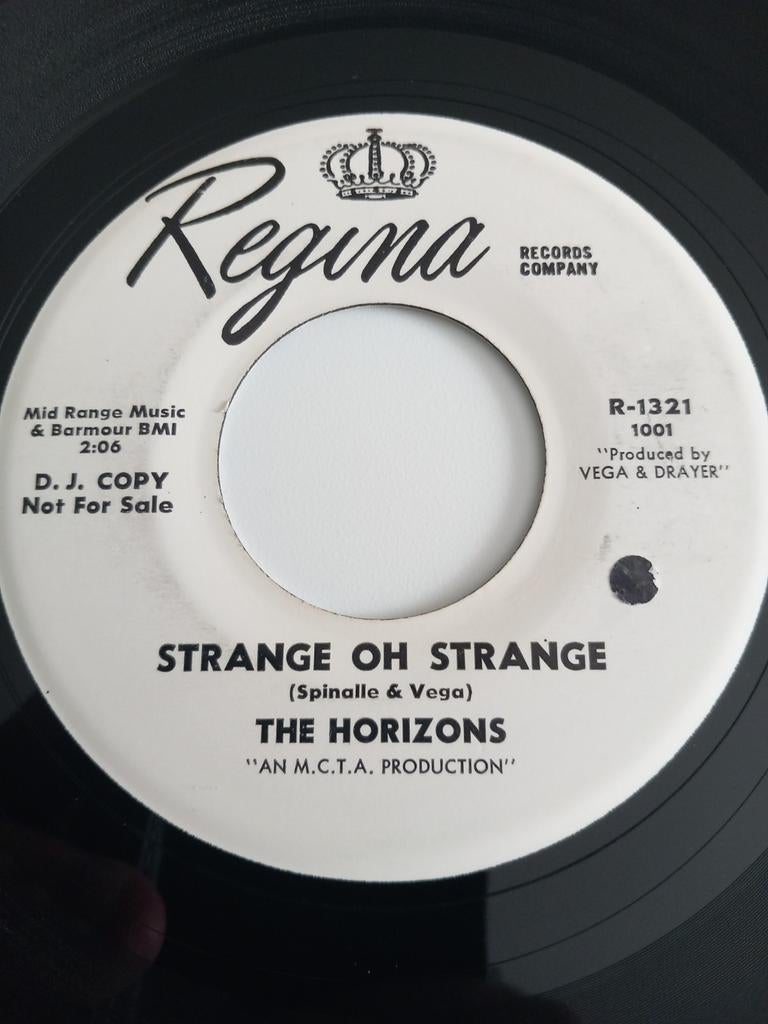 Regina
RECORDS
COMPANY
Mid Range Music
& Barmour BMI
2:06
D. J. COPY
Not For Sale
R-1321
1001
"Produced by
VEGA & DRAYER"
STRANGE OH STRANGE
(Spinalle & Vega)
THE HORIZONS
"AN M.C.T.A. PRODUCTION"